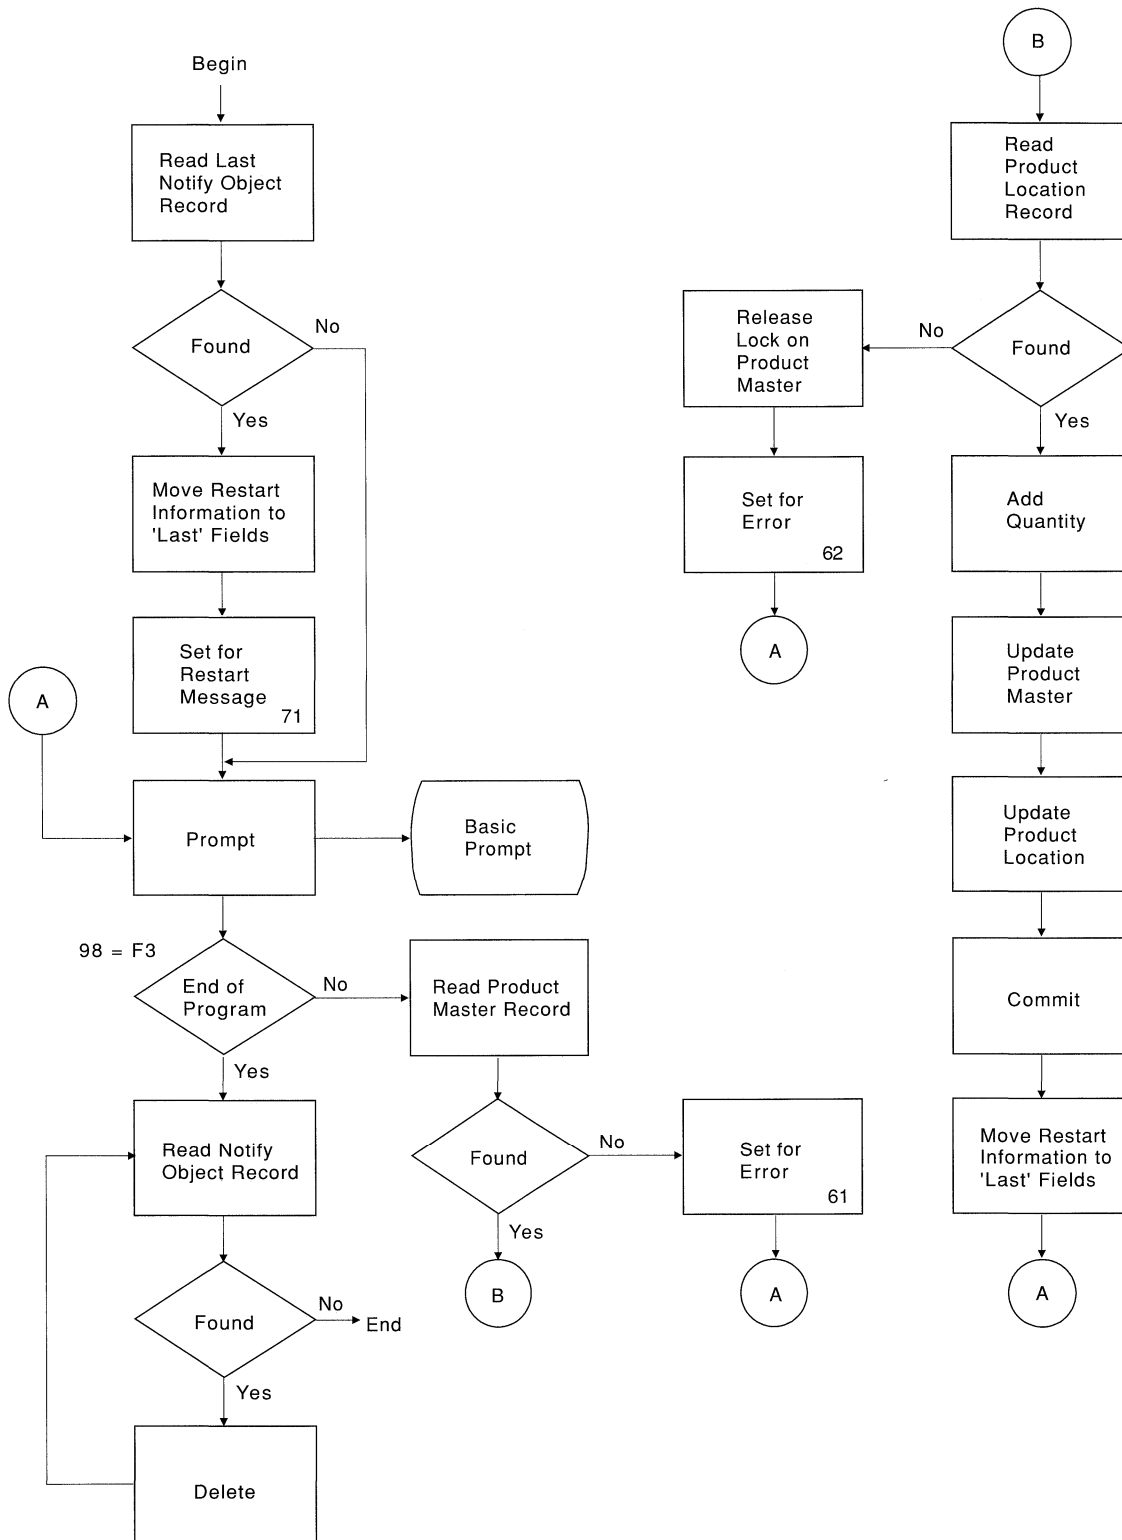 Begin
Read Last
Notify Object
Record
Found
No
Yes
Move Restart
Information to
'Last' Fields
Set for
Restart
Message
71
A
Prompt
Basic
Prompt
98 = F3
End of
Program
No
Yes
Read Product
Master Record
Found
No
Yes
Set for
Error
61
B
A
Read Notify
Object Record
Found
No
End
Yes
Delete
B
Read
Product
Location
Record
Found
No
Yes
Release
Lock on
Product
Master
Set for
Error
62
A
Add
Quantity
Update
Product
Master
Update
Product
Location
Commit
Move Restart
Information to
'Last' Fields
A